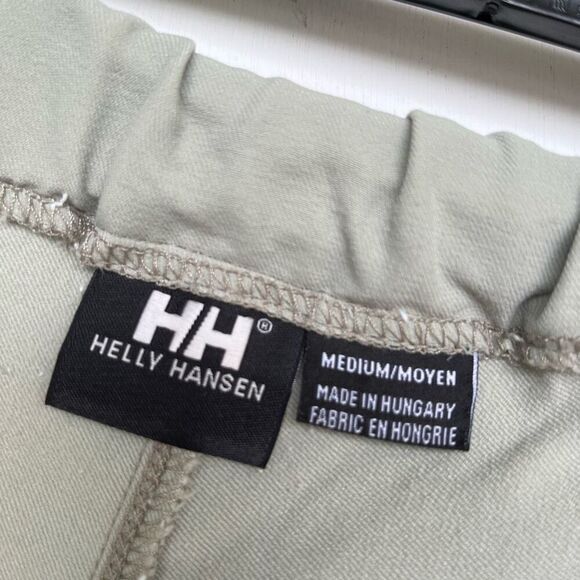 HH®
HELLY HANSEN
MEDIUM/MOYEN
MADE IN HUNGARY
FABRIC EN HONGRIE